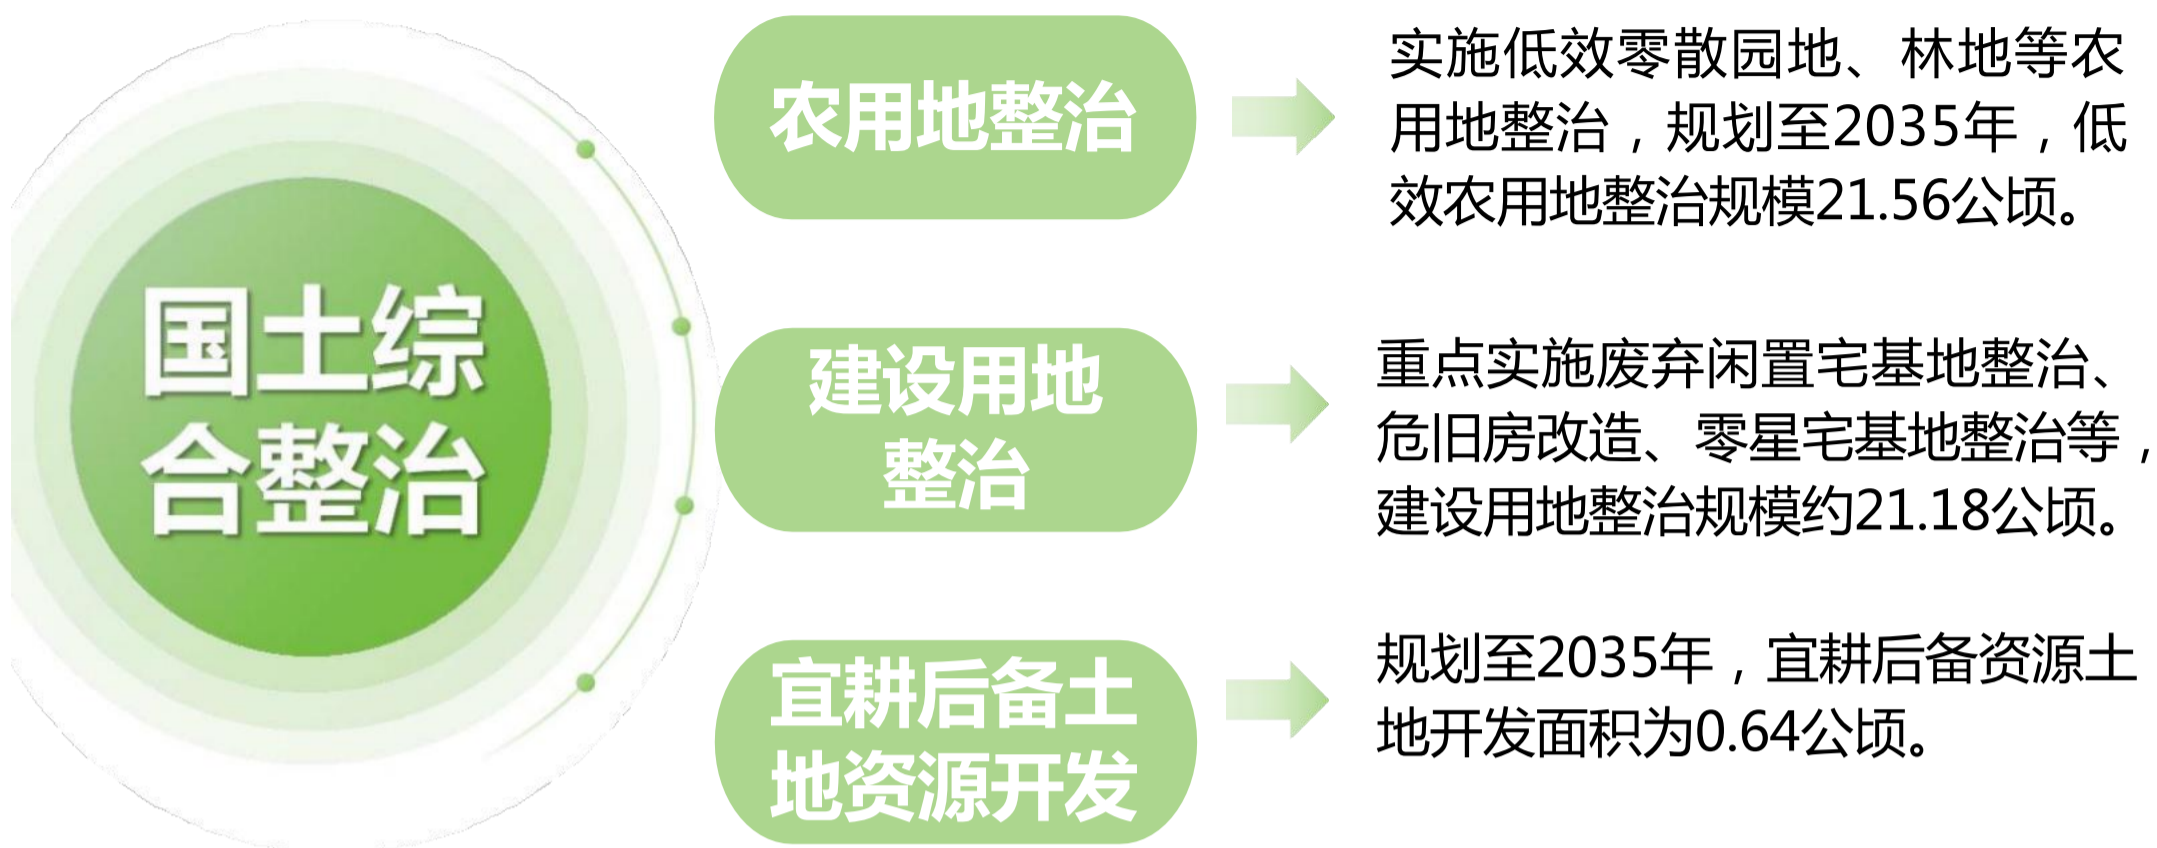 国土综
合整治
农用地整治
实施低效零散园地、林地等农
用地整治，规划至2035年，低
效农用地整治规模21.56公顷。
建设用地
整治
重点实施废弃闲置宅基地整治、
危旧房改造、零星宅基地整治等，
建设用地整治规模约21.18公顷。
宜耕后备土
地资源开发
规划至2035年，宜耕后备资源土
地开发面积为0.64公顷。